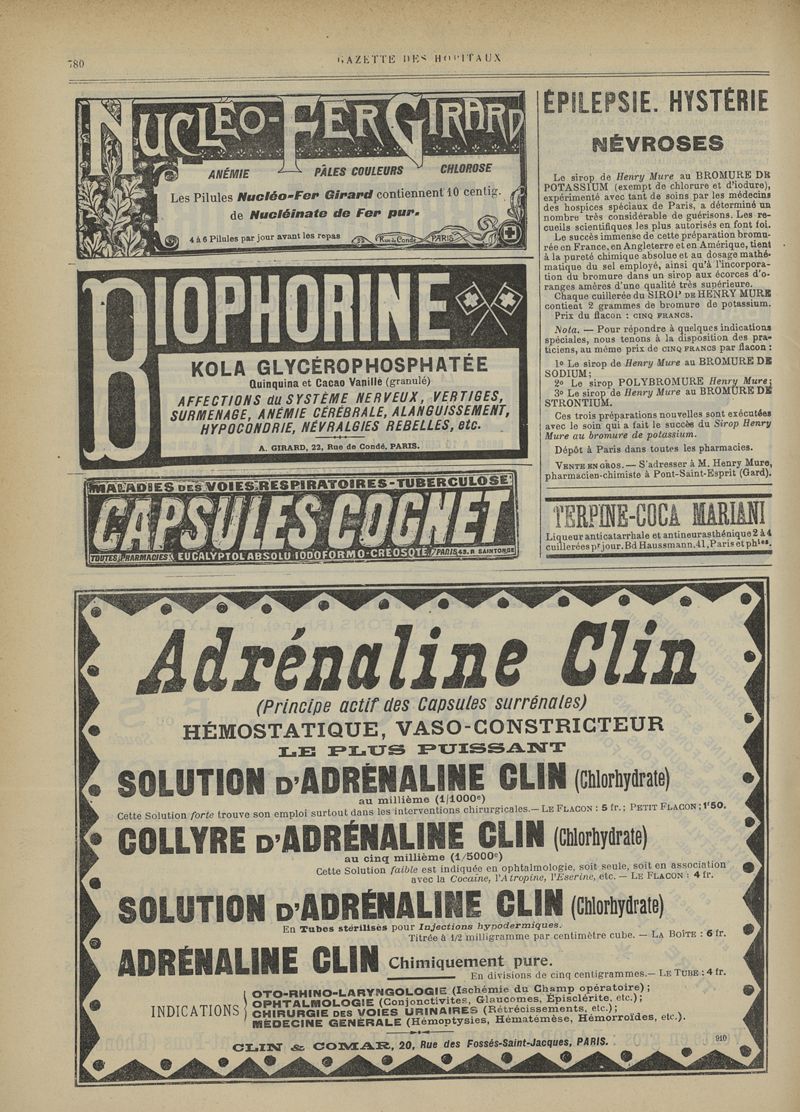 780
GAZETTE DES HOPITAUX
NUCLÉO-FER GIRARD
ANÉMIE PÂLES COULEURS CHLOROSE
Les Pilules Nucléo-Fer Girard contiennent 10 centig.
de Nucléinate de Fer pur.
4 à 6 Pilules par jour avant les repas
22 Rue de Condé PARIS
BIOPHORINE
KOLA GLYCÉROPHOSPHATÉE
Quinquina et Cacao Vanillé (granulé)
AFFECTIONS du SYSTÈME NERVEUX, VERTIGES,
SURMENAGE, ANÉMIE CÉRÉBRALE, ALANGUISSEMENT,
HYPOCONDRIE, NÉVRALGIES REBELLES, etc.
A. GIRARD, 22, Rue de Condé, PARIS.
MALADIES DES VOIES RESPIRATOIRES-TUBERCULOSE
CAPSULES COGNET
TOUTES PHARMACIES EUCALYPTOL ABSOLU IODOFORMO-CREOSOTÉ PARIS 43, R SAINTONGE
ÉPILEPSIE. HYSTÉRIE
NÉVROSES
Le sirop de Henry Mure au BROMURE DE
POTASSIUM (exempt de chlorure et d'iodure),
expérimenté avec tant de soins par les médecins
des hospices spéciaux de Paris, a déterminé un
nombre très considérable de guérisons. Les re-
cueils scientifiques les plus autorisés en font foi.
Le succès immense de cette préparation bromu-
rée en France, en Angleterre et en Amérique, tient
à la pureté chimique absolue et au dosage mathé-
matique du sel employé, ainsi qu'à l'incorpora-
tion du bromure dans un sirop aux écorces d'o-
ranges amères d'une qualité très supérieure.
Chaque cuillerée du SIROP DE HENRY MURE
contient 2 grammes de bromure de potassium.
Prix du flacon : CINQ FRANCS.
Nota. — Pour répondre à quelques indications
spéciales, nous tenons à la disposition des pra-
ticiens, au même prix de CINQ FRANCS par flacon :
1° Le sirop de Henry Mure au BROMURE DE
SODIUM;
2° Le sirop POLYBROMURE Henry Mure;
3° Le sirop de Henry Mure au BROMURE DE
STRONTIUM.
Ces trois préparations nouvelles sont exécutées
avec le soin qui a fait le succès du Sirop Henry
Mure au bromure de potassium.
Dépôt à Paris dans toutes les pharmacies.
VENTE EN GROS. — S'adresser à M. Henry Mure,
pharmacien-chimiste à Pont-Saint-Esprit (Gard).
TERPINE-COCA MARIANI
Liqueur anticatarrhale et antineurasthénique 2 à 4
cuillerées pr jour. Bd Haussmann, 41, Paris et phies.
Adrénaline Clin
(Principe actif des Capsules surrénales)
HÉMOSTATIQUE, VASO-CONSTRICTEUR
LE PLUS PUISSANT
SOLUTION D'ADRÉNALINE CLIN (Chlorhydrate)
au millième (1/1000e)
Cette Solution forte trouve son emploi surtout dans les interventions chirurgicales.— LE FLACON : 5 fr.; PETIT FLACON; 1f50.
COLLYRE D'ADRÉNALINE CLIN (Chlorhydrate)
au cinq millième (1/5000e)
Cette Solution faible est indiquée en ophtalmologie, soit seule, soit en association
avec la Cocaïne, l'Atropine, l'Eserine, etc. — LE FLACON : 4 fr.
SOLUTION D'ADRÉNALINE CLIN (Chlorhydrate)
En Tubes stérilisés pour Injections hypodermiques.
Titrée à 1/2 milligramme par centimètre cube. — LA BOÎTE : 6 fr.
ADRÉNALINE CLIN Chimiquement pure.
En divisions de cinq centigrammes.— LE TUBE : 4 fr.
INDICATIONS
OTO-RHINO-LARYNGOLOGIE (Ischémie du Champ opératoire);
OPHTALMOLOGIE (Conjonctivites, Glaucomes, Épisclérite, etc.);
CHIRURGIE DES VOIES URINAIRES (Rétrécissements, etc.);
MÉDECINE GÉNÉRALE (Hémoptysies, Hématémèse, Hémorroïdes, etc.).
CLIN & COMAR, 20, Rue des Fossés-Saint-Jacques, PARIS.
910